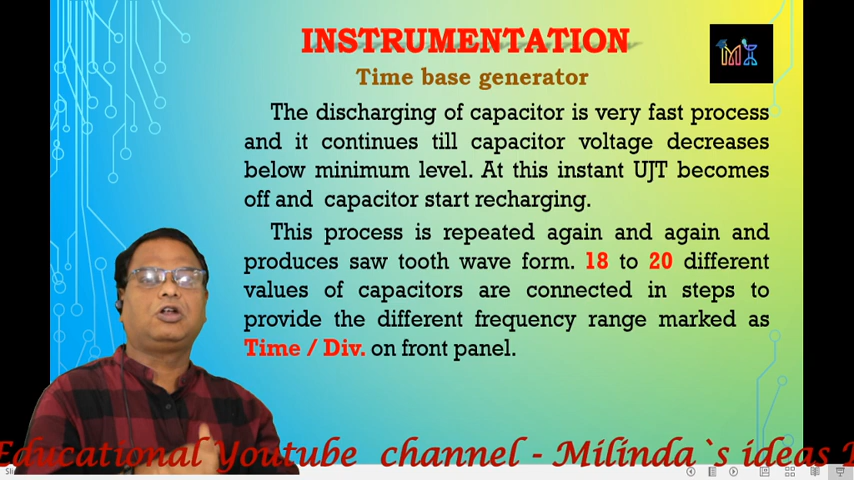 INSTRUMENTATION
Time base generator
The discharging of capacitor is very fast process
and it continues till capacitor voltage decreases
below minimum level. At this instant UJT becomes
off and capacitor start recharging.
This process is repeated again and again and
produces saw tooth wave form. 18 to 20 different
values of capacitors are connected in steps to
provide the different frequency range marked as
Time / Div. on front panel.
Educational Youtube channel - Milinda`s ideas